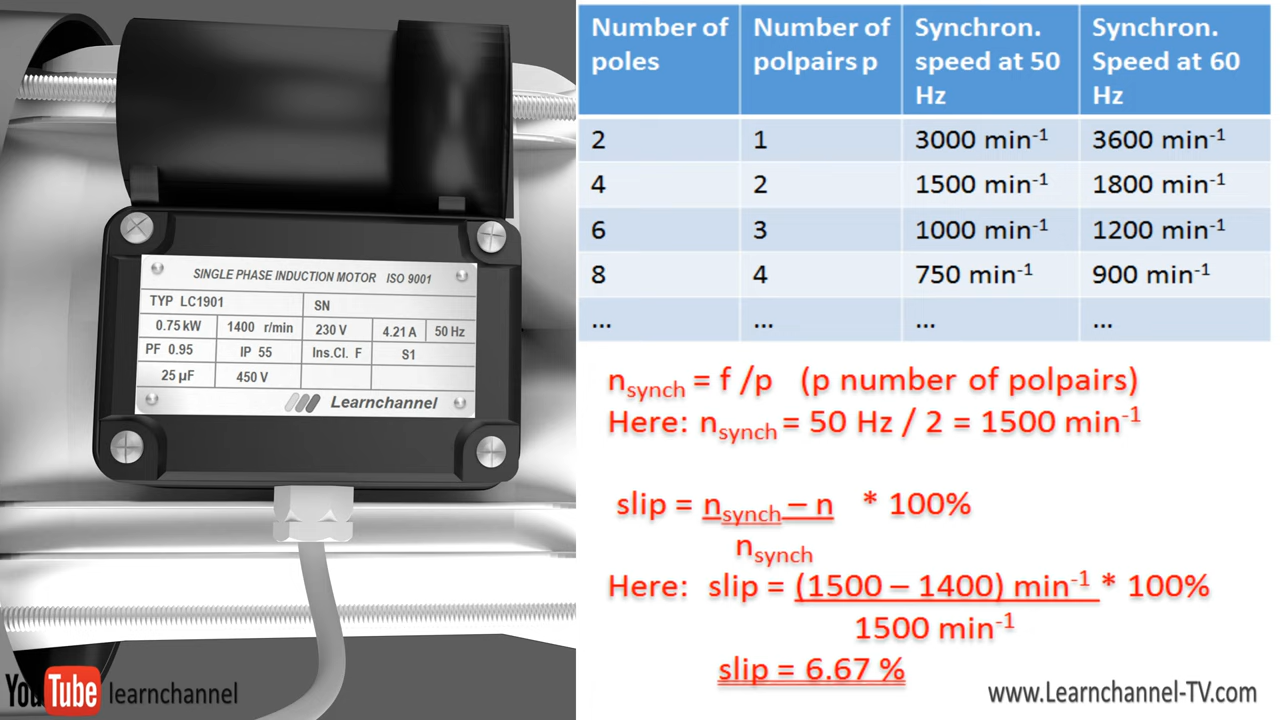 SINGLE PHASE INDUCTION MOTOR ISO 9001
TYP LC1901 SN
0.75 kW 1400 r/min 230 V 4.21 A 50 Hz
PF 0.95 IP 55 Ins.Cl. F S1
25 µF 450 V
Learnchannel
YouTube learnchannel
Number of poles Number of polpairs p Synchron. speed at 50 Hz Synchron. Speed at 60 Hz
2 1 3000 min⁻¹ 3600 min⁻¹
4 2 1500 min⁻¹ 1800 min⁻¹
6 3 1000 min⁻¹ 1200 min⁻¹
8 4 750 min⁻¹ 900 min⁻¹
... ... ... ...
nsynch = f /p (p number of polpairs)
Here: nsynch = 50 Hz / 2 = 1500 min⁻¹
slip = nsynch – n * 100%
nsynch
Here: slip = (1500 – 1400) min⁻¹ * 100%
1500 min⁻¹
slip = 6.67 %
www.Learnchannel-TV.com